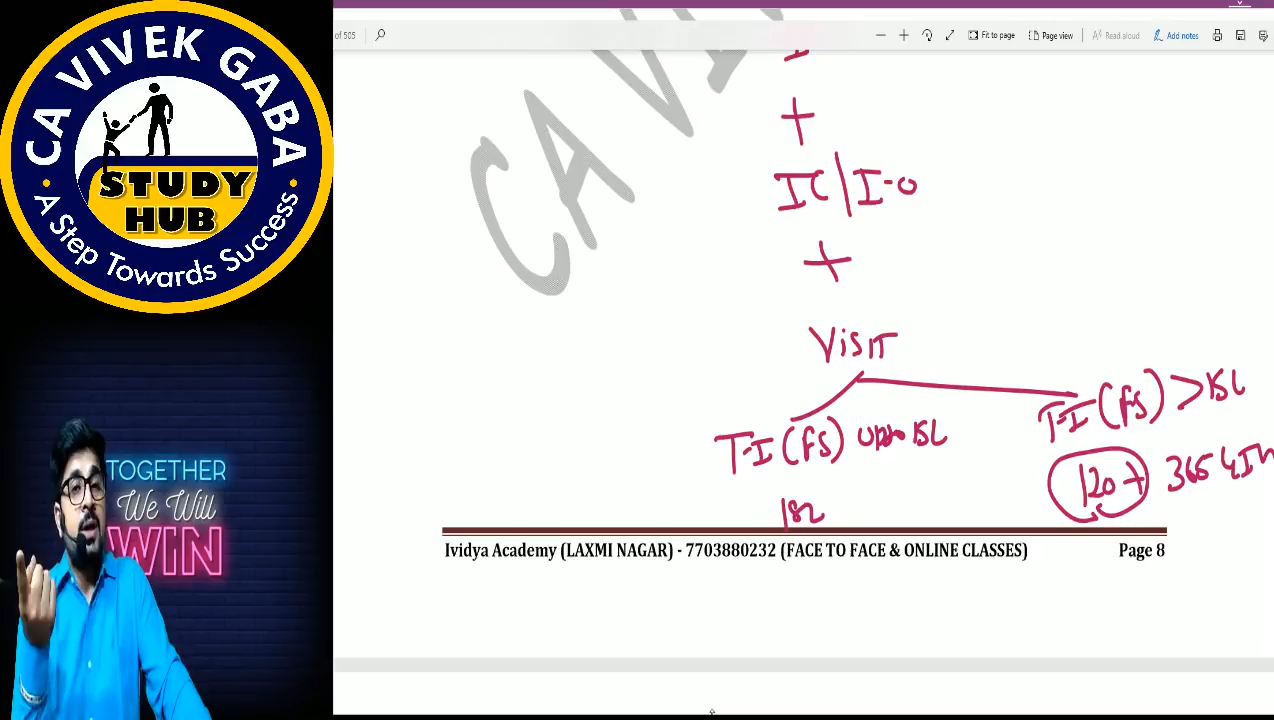 CA VIVEK GABA
STUDY
HUB
A Step Towards Success
of 505
Fit to page
Page view
Read aloud
Add notes
CA VI
I
+
IC | I-O
+
VISIT
T-I (FS) upto 15L
182
T-I (FS) > 15L
120+ 365 4
TOGETHER
We Will
WIN
Ividya Academy (LAXMI NAGAR) - 7703880232 (FACE TO FACE & ONLINE CLASSES) Page 8